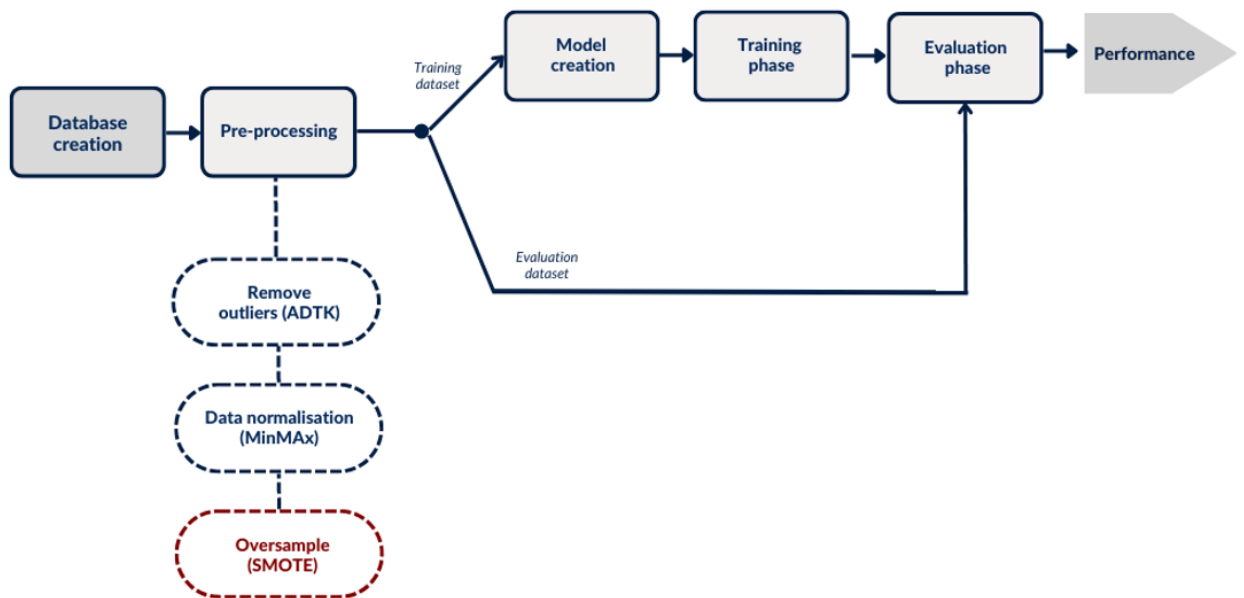 Database
creation
Pre-processing
Training
dataset
Model
creation
Training
phase
Evaluation
phase
Performance
Evaluation
dataset
Remove
outliers (ADTK)
Data normalisation
(MinMAx)
Oversample
(SMOTE)